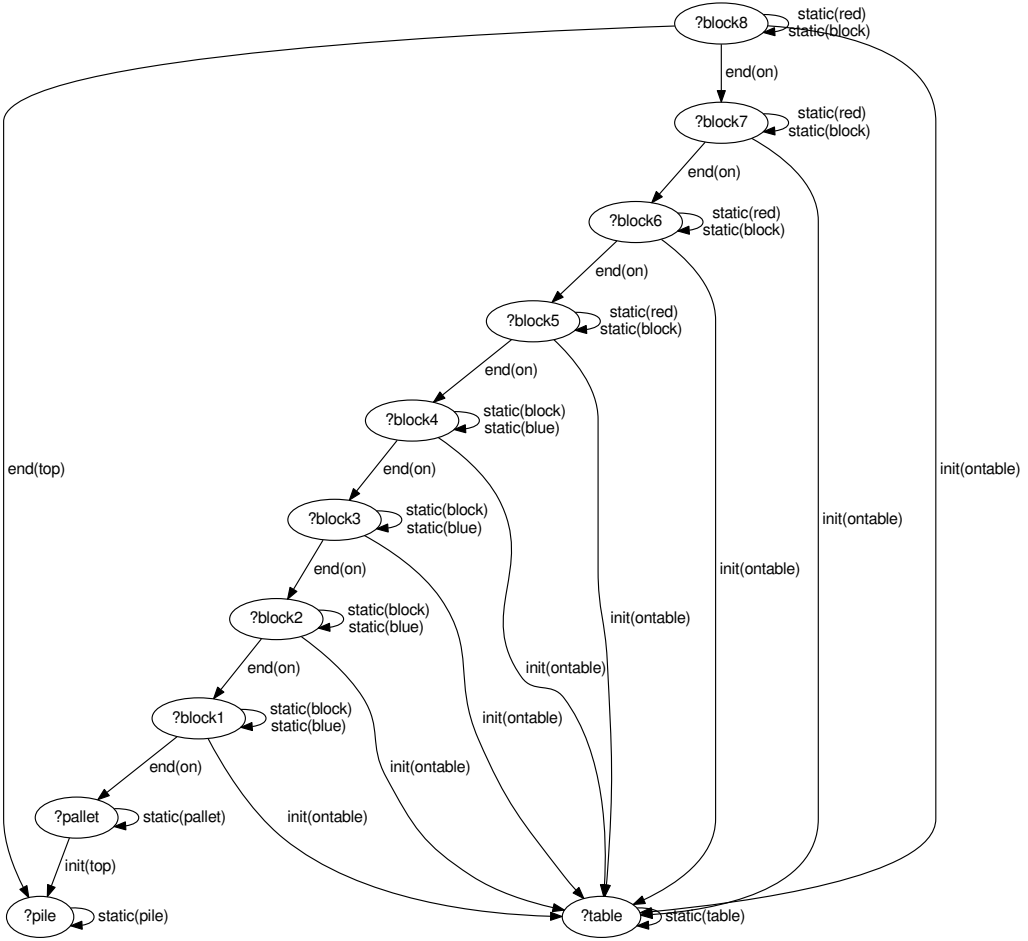 ?block8
static(red)
static(block)
end(on)
?block7
static(red)
static(block)
end(on)
?block6
static(red)
static(block)
end(on)
?block5
static(red)
static(block)
end(on)
?block4
static(block)
static(blue)
end(top)
end(on)
init(ontable)
?block3
static(block)
static(blue)
init(ontable)
end(on)
init(ontable)
?block2
static(block)
static(blue)
init(ontable)
end(on)
init(ontable)
?block1
static(block)
static(blue)
init(ontable)
end(on)
init(ontable)
?pallet
static(pallet)
init(ontable)
init(top)
?pile
static(pile)
?table
static(table)